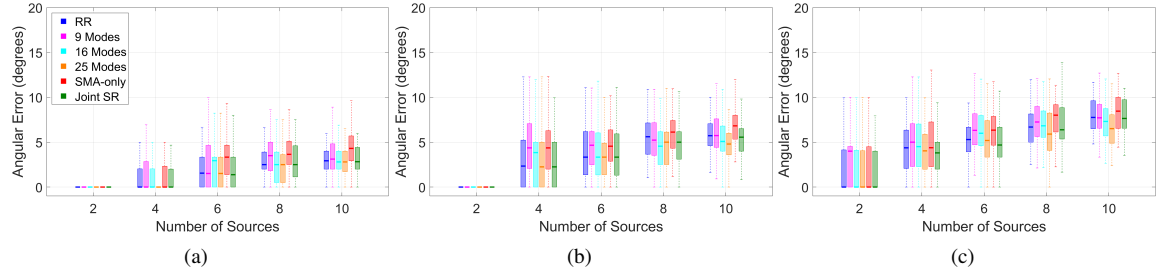 20
15
10
5
0
Angular Error (degrees)
RR
9 Modes
16 Modes
25 Modes
SMA-only
Joint SR
2 4 6 8 10
Number of Sources
(a)
20
15
10
5
0
Angular Error (degrees)
2 4 6 8 10
Number of Sources
(b)
20
15
10
5
0
Angular Error (degrees)
2 4 6 8 10
Number of Sources
(c)